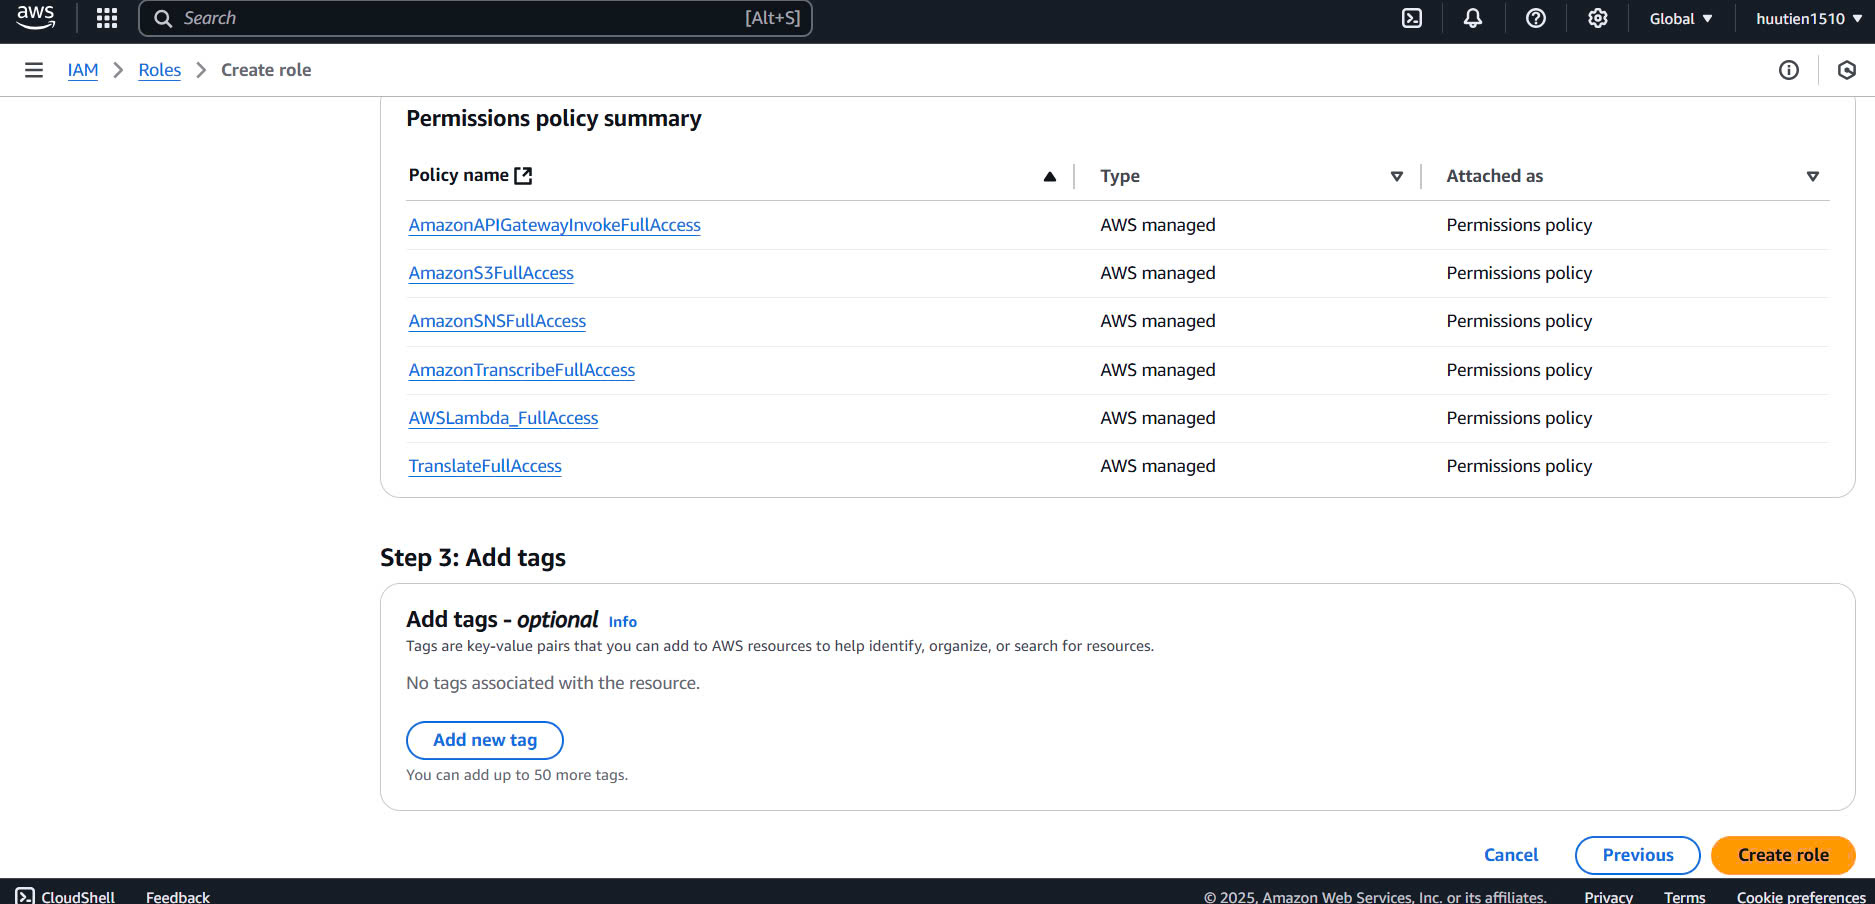 aws
Search [Alt+S] Global huutien1510
IAM Roles Create role
Permissions policy summary
Policy name Type Attached as
AmazonAPIGatewayInvokeFullAccess AWS managed Permissions policy
AmazonS3FullAccess AWS managed Permissions policy
AmazonSNSFullAccess AWS managed Permissions policy
AmazonTranscribeFullAccess AWS managed Permissions policy
AWSLambda_FullAccess AWS managed Permissions policy
TranslateFullAccess AWS managed Permissions policy
Step 3: Add tags
Add tags - optional Info
Tags are key-value pairs that you can add to AWS resources to help identify, organize, or search for resources.
No tags associated with the resource.
Add new tag
You can add up to 50 more tags.
Cancel Previous Create role
CloudShell Feedback © 2025, Amazon Web Services, Inc. or its affiliates. Privacy Terms Cookie preferences